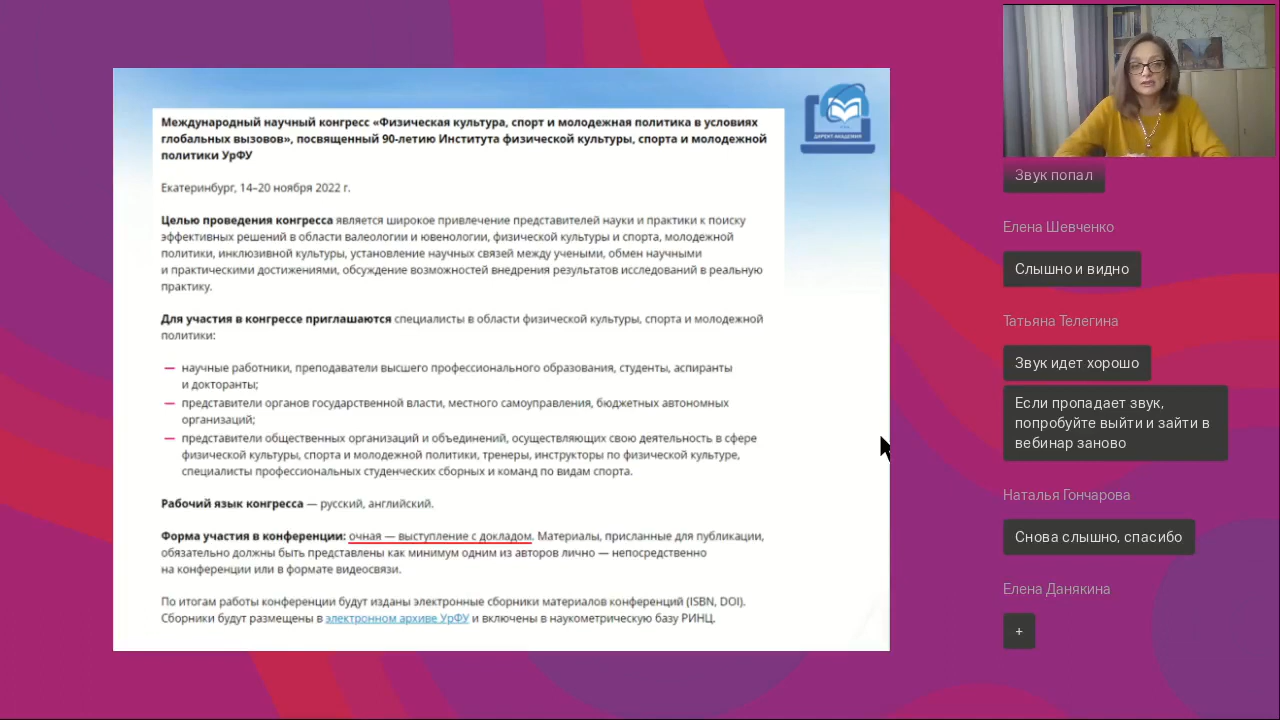 Международный научный конгресс «Физическая культура, спорт и молодежная политика в условиях
глобальных вызовов», посвященный 90-летию Института физической культуры, спорта и молодежной
политики УрФУ
Екатеринбург, 14–20 ноября 2022 г.
Целью проведения конгресса является широкое привлечение представителей науки и практики к поиску
эффективных решений в области валеологии и ювенологии, физической культуры и спорта, молодежной
политики, инклюзивной культуры, установление научных связей между учеными, обмен научными
и практическими достижениями, обсуждение возможностей внедрения результатов исследований в реальную
практику.
Для участия в конгрессе приглашаются специалисты в области физической культуры, спорта и молодежной
политики:
— научные работники, преподаватели высшего профессионального образования, студенты, аспиранты
и докторанты;
— представители органов государственной власти, местного самоуправления, бюджетных автономных
организаций;
— представители общественных организаций и объединений, осуществляющих свою деятельность в сфере
физической культуры, спорта и молодежной политики, тренеры, инструкторы по физической культуре,
специалисты профессиональных студенческих сборных и команд по видам спорта.
Рабочий язык конгресса — русский, английский.
Форма участия в конференции: очная — выступление с докладом. Материалы, присланные для публикации,
обязательно должны быть представлены как минимум одним из авторов лично — непосредственно
на конференции или в формате видеосвязи.
По итогам работы конференции будут изданы электронные сборники материалов конференций (ISBN, DOI).
Сборники будут размещены в электронном архиве УрФУ и включены в наукометрическую базу РИНЦ.
ДИРЕКТ-АКАДЕМИЯ
Звук попал
Елена Шевченко
Слышно и видно
Татьяна Телегина
Звук идет хорошо
Если пропадает звук,
попробуйте выйти и зайти в
вебинар заново
Наталья Гончарова
Снова слышно, спасибо
Елена Данякина
+